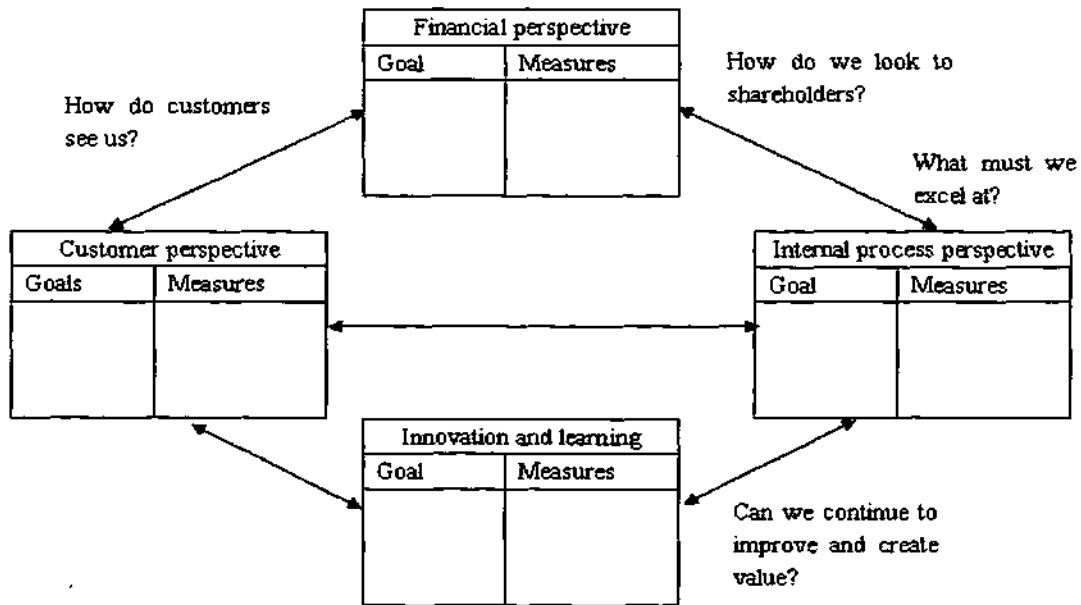 Financial perspective
Goal Measures
How do we look to
shareholders?
How do customers
see us?
What must we
excel at?
Customer perspective
Goals Measures
Internal process perspective
Goal Measures
Innovation and learning
Goal Measures
Can we continue to
improve and create
value?